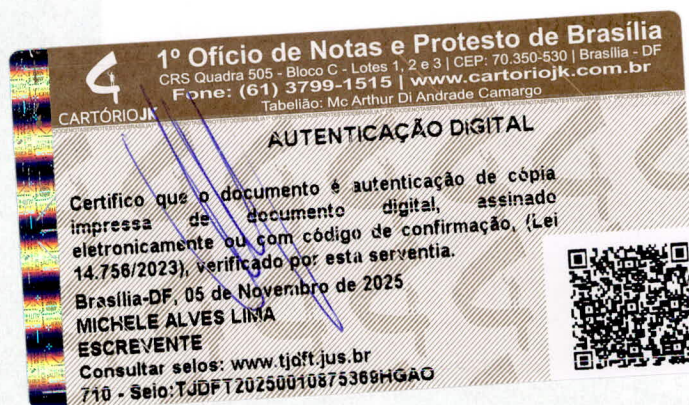 1º Ofício de Notas e Protesto de Brasília
CRS Quadra 505 - Bloco C - Lotes 1, 2 e 3 | CEP: 70.350-530 | Brasília - DF
Fone: (61) 3799-1515 | www.cartoriojk.com.br
Tabelião: Mc Arthur Di Andrade Camargo
CARTÓRIOJK
AUTENTICAÇÃO DIGITAL
Certifico que o documento é autenticação de cópia
impressa de documento digital, assinado
eletronicamente ou com código de confirmação, (Lei
14.756/2023), verificado por esta serventia.
Brasília-DF, 05 de Novembro de 2025
MICHELE ALVES LIMA
ESCREVENTE
Consultar selos: www.tjdft.jus.br
710 - Selo:TJDFT20250010875369HGAO